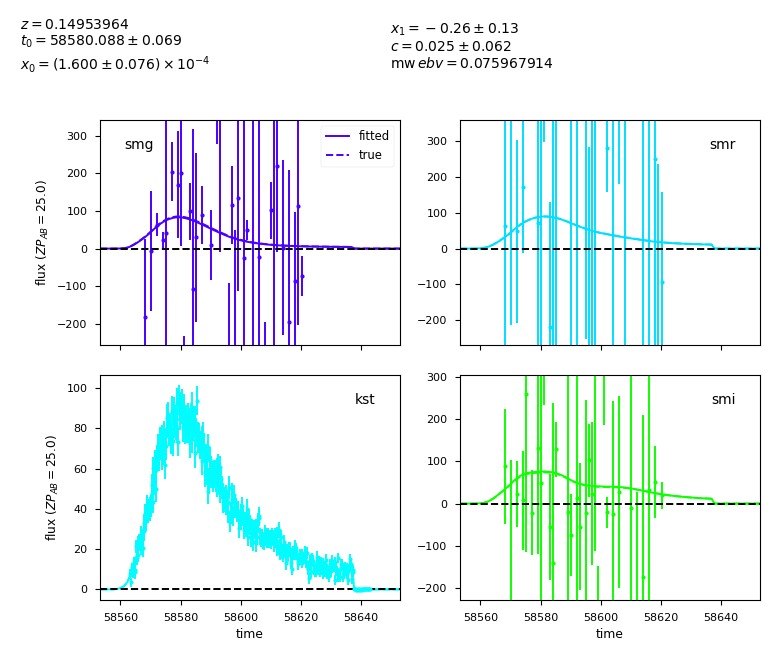 z = 0.14953964
t₀ = 58580.088 ± 0.069
x₀ = (1.600 ± 0.076) × 10⁻⁴
x₁ = −0.26 ± 0.13
c = 0.025 ± 0.062
mw ebv = 0.075967914
smg
fitted
true
300
200
100
0
−100
−200
flux (ZP_AB = 25.0)
smr
300
200
100
0
−100
−200
kst
100
80
60
40
20
0
flux (ZP_AB = 25.0)
58560 58580 58600 58620 58640
time
smi
300
200
100
0
−100
−200
58560 58580 58600 58620 58640
time